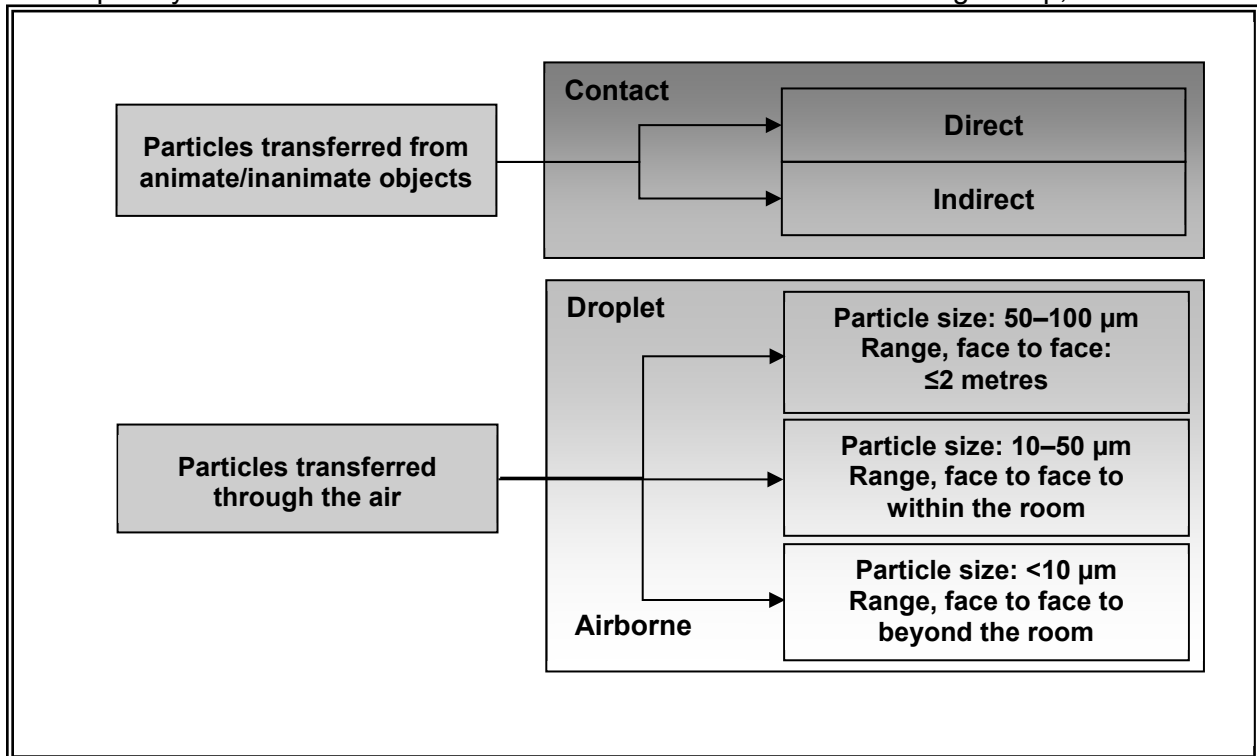 Contact
Particles transferred from
animate/inanimate objects
Direct
Indirect
Droplet
Particle size: 50–100 µm
Range, face to face:
≤2 metres
Particles transferred
through the air
Particle size: 10–50 µm
Range, face to face to
within the room
Particle size: <10 µm
Range, face to face to
beyond the room
Airborne